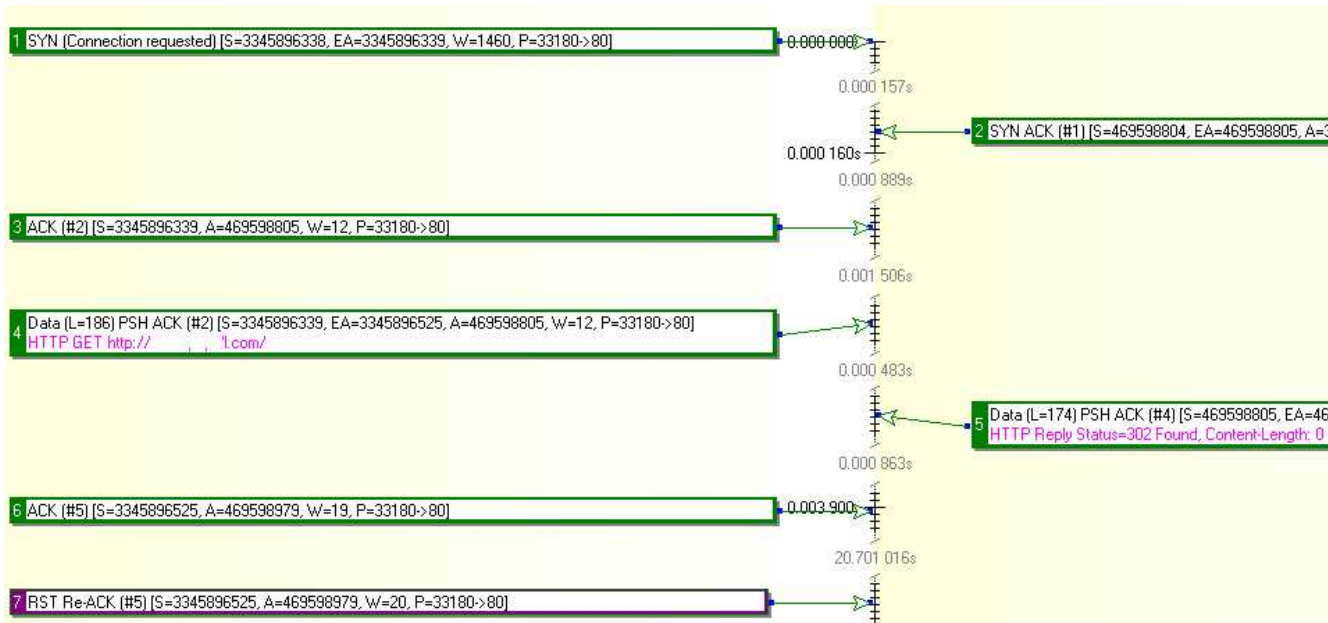 1 SYN (Connection requested) [S=3345896338, EA=3345896339, W=1460, P=33180->80]
0.000 000
0.000 157s
2 SYN ACK (#1) [S=469598804, EA=469598805, A=3
0.000 160s
0.000 889s
3 ACK (#2) [S=3345896339, A=469598805, W=12, P=33180->80]
0.001 506s
4 Data (L=186) PSH ACK (#2) [S=3345896339, EA=3345896525, A=469598805, W=12, P=33180->80]
HTTP GET http:// l.com/
0.000 483s
5 Data (L=174) PSH ACK (#4) [S=469598805, EA=46
HTTP Reply Status=302 Found, Content-Length: 0
0.000 863s
6 ACK (#5) [S=3345896525, A=469598979, W=19, P=33180->80]
0.003.900
20.701 016s
7 RST Re-ACK (#5) [S=3345896525, A=469598979, W=20, P=33180->80]